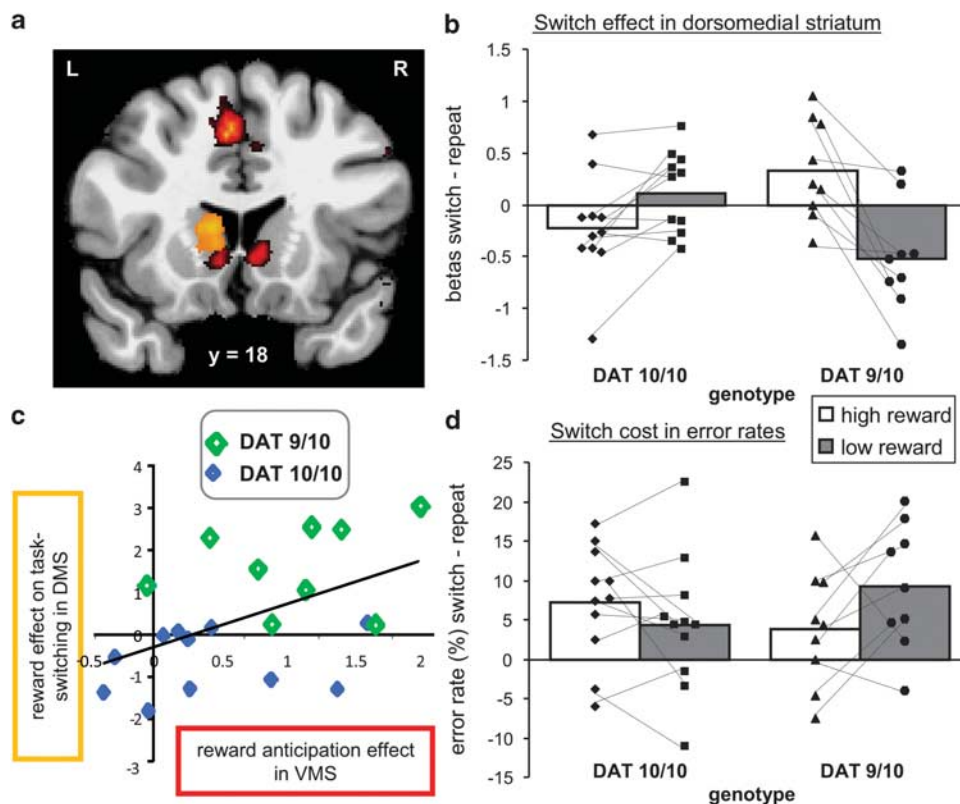 a
L
R
y = 18
b
Switch effect in dorsomedial striatum
betas switch - repeat
1.5
1
0.5
0
-0.5
-1
-1.5
DAT 10/10
DAT 9/10
genotype
high reward
low reward
c
DAT 9/10
DAT 10/10
reward effect on task-
switching in DMS
4
3
2
1
0
-1
-2
-3
-0.5
0
0.5
1
1.5
2
reward anticipation effect
in VMS
d
Switch cost in error rates
error rate (%) switch - repeat
25
20
15
10
5
0
-5
-10
-15
DAT 10/10
DAT 9/10
genotype